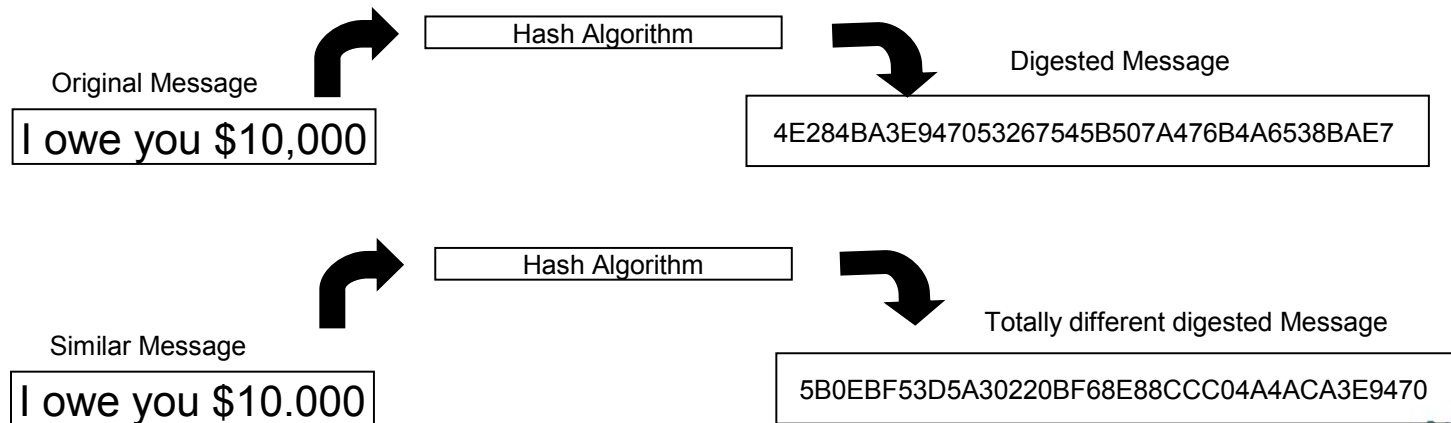 Hash Algorithm
Original Message
Digested Message
I owe you $10,000
4E284BA3E947053267545B507A476B4A6538BAE7
Hash Algorithm
Similar Message
Totally different digested Message
I owe you $10.000
5B0EBF53D5A30220BF68E88CCC04A4ACA3E9470